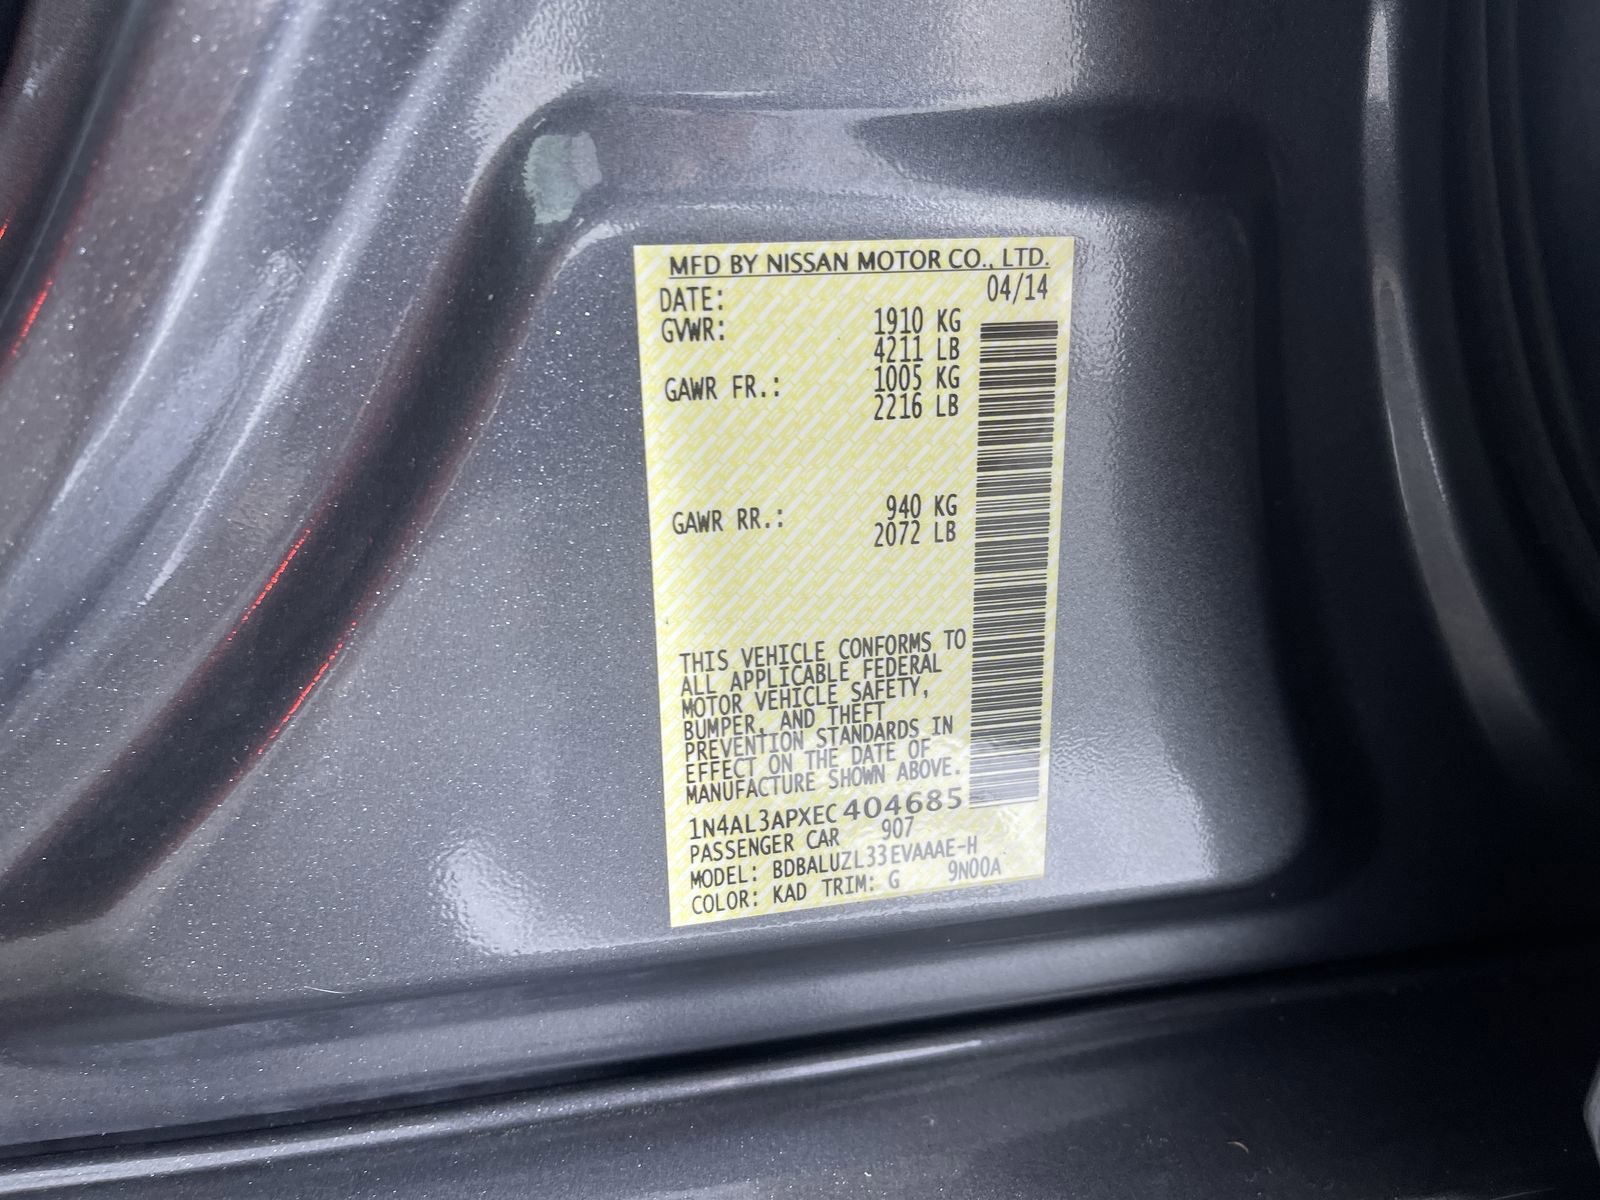 MFD BY NISSAN MOTOR CO., LTD.
DATE: 04/14
GVWR: 1910 KG
4211 LB
GAWR FR.: 1005 KG
2216 LB
GAWR RR.: 940 KG
2072 LB
THIS VEHICLE CONFORMS TO
ALL APPLICABLE FEDERAL
MOTOR VEHICLE SAFETY,
BUMPER, AND THEFT
PREVENTION STANDARDS IN
EFFECT ON THE DATE OF
MANUFACTURE SHOWN ABOVE.
1N4AL3APXEC404685
PASSENGER CAR 907
MODEL: BDBALUZL33EVAAAE-H
COLOR: KAD TRIM: G 9N00A